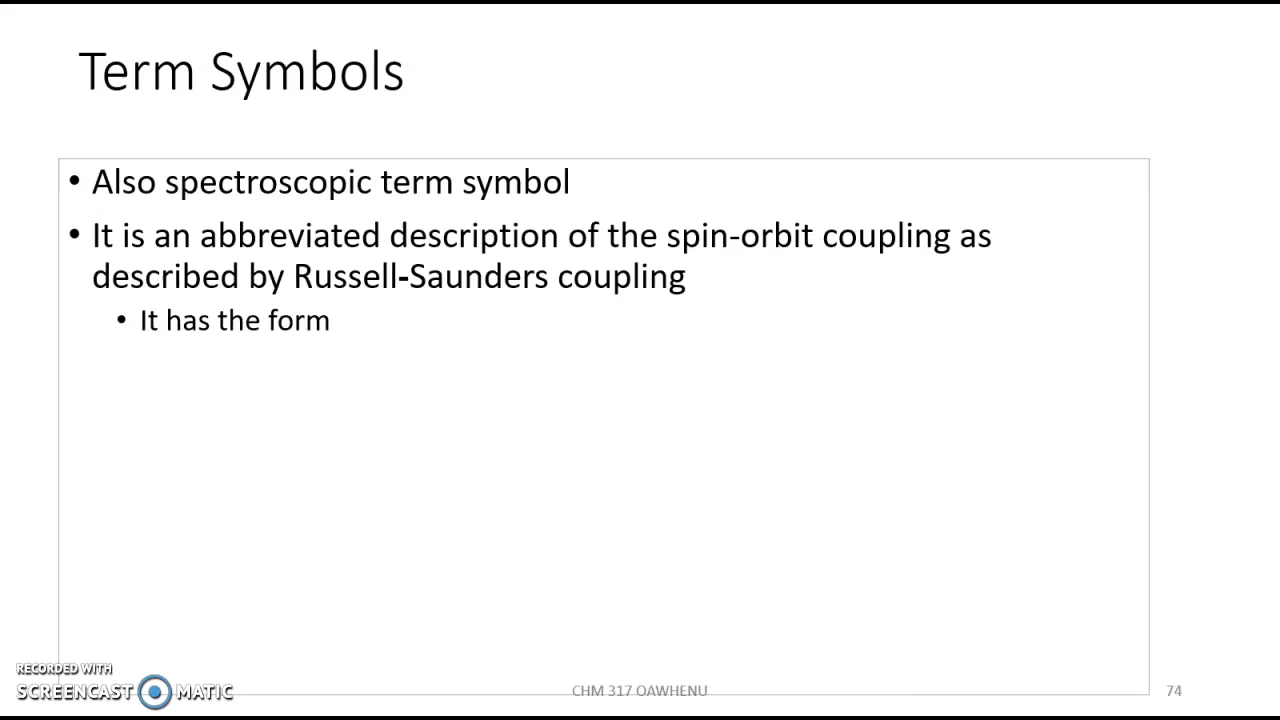 Term Symbols
• Also spectroscopic term symbol
• It is an abbreviated description of the spin-orbit coupling as
described by Russell-Saunders coupling
• It has the form
RECORDED WITH
SCREENCAST MATIC
CHM 317 OAWHENU
74